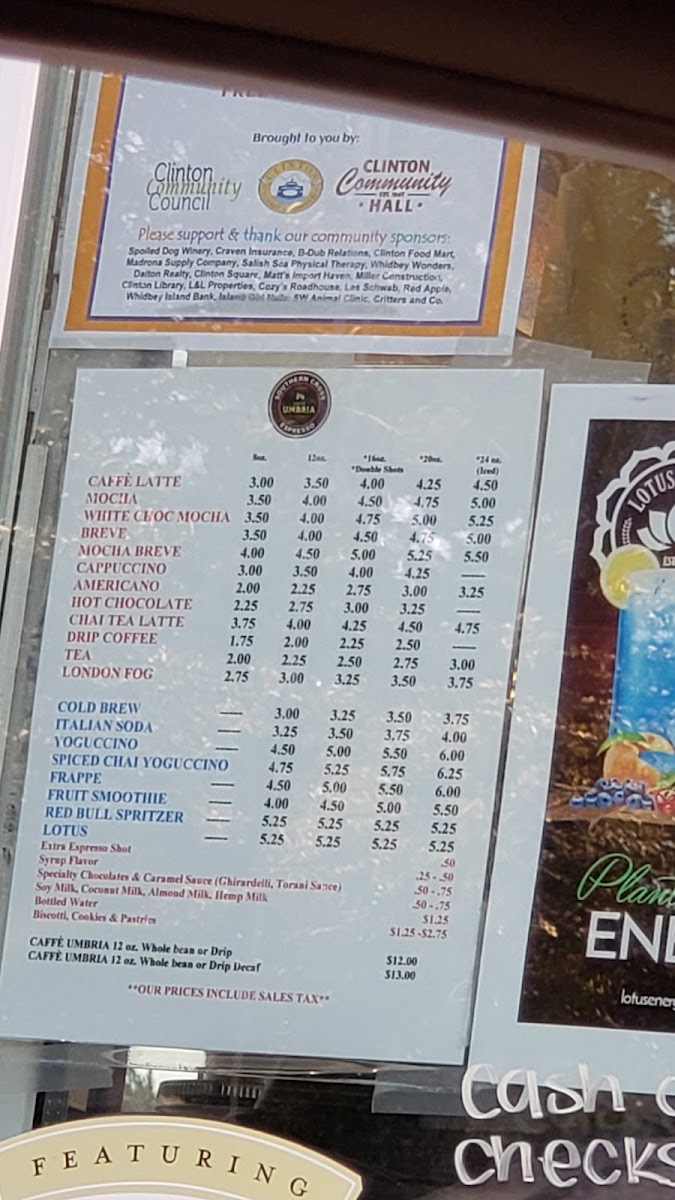 Brought to you by:
Clinton Community Council
CLINTON
CLINTON Community EST. HALL
Please support & thank our community sponsors:
Spoiled Dog Winery, Craven Insurance, B-Dub Relations, Clinton Food Mart,
Madrona Supply Company, Salish Sea Physical Therapy, Whidbey Wonders,
Dalton Realty, Clinton Square, Matt's Import Haven, Miller Construction,
Clinton Library, L&L Properties, Cozy's Roadhouse, Les Schwab, Red Apple,
Whidbey Island Bank, Island Girl Nails, SW Animal Clinic, Critters and Co.
SOUTHERN CROSS
UMBRIA
ESPRESSO
8oz. 12oz. *16oz. *20oz. *24 oz.
*Double Shots (Iced)
CAFFÈ LATTE 3.00 3.50 4.00 4.25 4.50
MOCHA 3.50 4.00 4.50 4.75 5.00
WHITE CHOC MOCHA 3.50 4.00 4.75 5.00 5.25
BREVE 3.50 4.00 4.50 4.75 5.00
MOCHA BREVE 4.00 4.50 5.00 5.25 5.50
CAPPUCCINO 3.00 3.50 4.00 4.25 —
AMERICANO 2.00 2.25 2.75 3.00 3.25
HOT CHOCOLATE 2.25 2.75 3.00 3.25 —
CHAI TEA LATTE 3.75 4.00 4.25 4.50 4.75
DRIP COFFEE 1.75 2.00 2.25 2.50 —
TEA 2.00 2.25 2.50 2.75 3.00
LONDON FOG 2.75 3.00 3.25 3.50 3.75
COLD BREW — 3.00 3.25 3.50 3.75
ITALIAN SODA — 3.25 3.50 3.75 4.00
YOGUCCINO — 4.50 5.00 5.50 6.00
SPICED CHAI YOGUCCINO 4.75 5.25 5.75 6.25
FRAPPE — 4.50 5.00 5.50 6.00
FRUIT SMOOTHIE — 4.00 4.50 5.00 5.50
RED BULL SPRITZER — 5.25 5.25 5.25 5.25
LOTUS — 5.25 5.25 5.25 5.25
Extra Espresso Shot .50
Syrup Flavor .25 - .50
Specialty Chocolates & Caramel Sauce (Ghirardelli, Torani Sauce) .50 - .75
Soy Milk, Coconut Milk, Almond Milk, Hemp Milk .50 - .75
Bottled Water $1.25
Biscotti, Cookies & Pastries $1.25 -$2.75
CAFFÈ UMBRIA 12 oz. Whole bean or Drip $12.00
CAFFÈ UMBRIA 12 oz. Whole bean or Drip Decaf $13.00
**OUR PRICES INCLUDE SALES TAX**
LOTUS
Plan
ENE
lotusener
Cash
checks
FEATURING